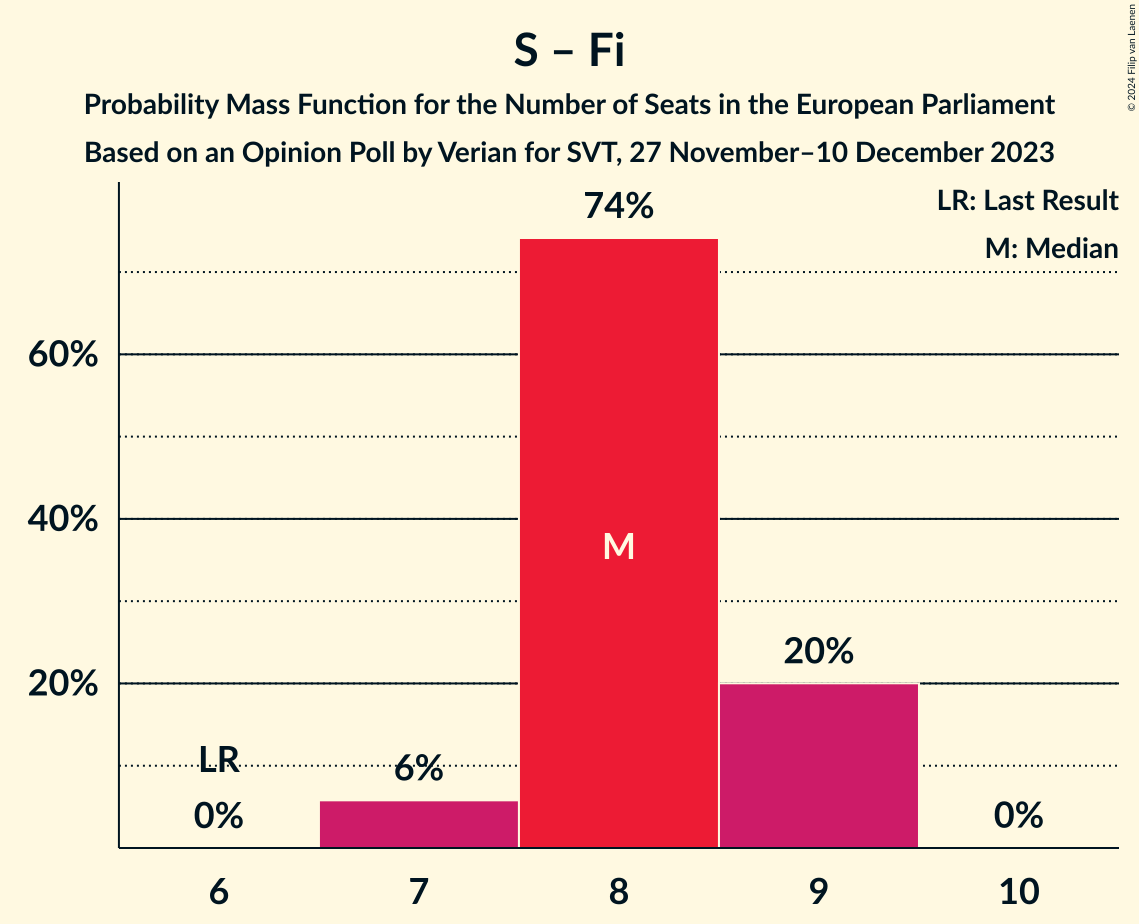 S – Fi
Probability Mass Function for the Number of Seats in the European Parliament
Based on an Opinion Poll by Verian for SVT, 27 November–10 December 2023
© 2024 Filip van Laenen
LR: Last Result
M: Median
74%
60%
40%
M
20%
20%
LR
6%
0%
0%
6 7 8 9 10